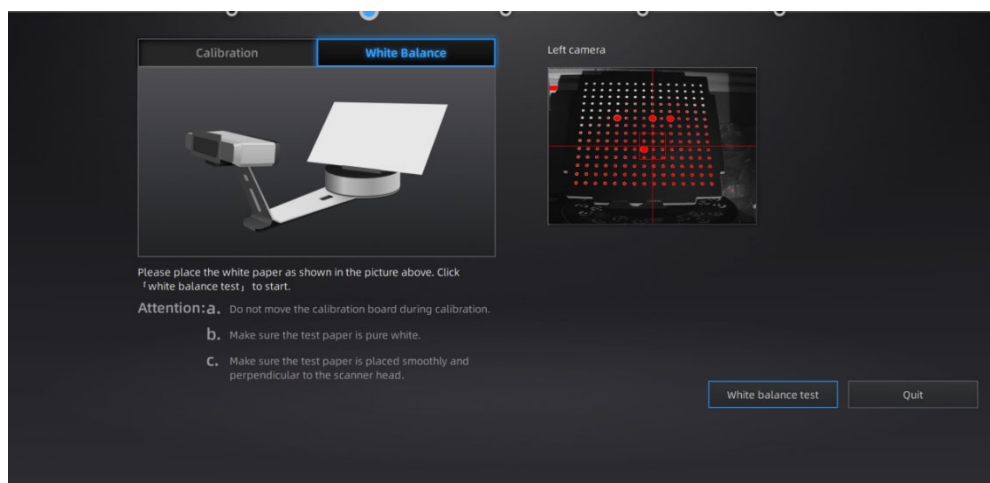 Calibration
White Balance
Left camera
Please place the white paper as shown in the picture above. Click
「white balance test」 to start.
Attention:a. Do not move the calibration board during calibration.
b. Make sure the test paper is pure white.
c. Make sure the test paper is placed smoothly and
perpendicular to the scanner head.
White balance test
Quit